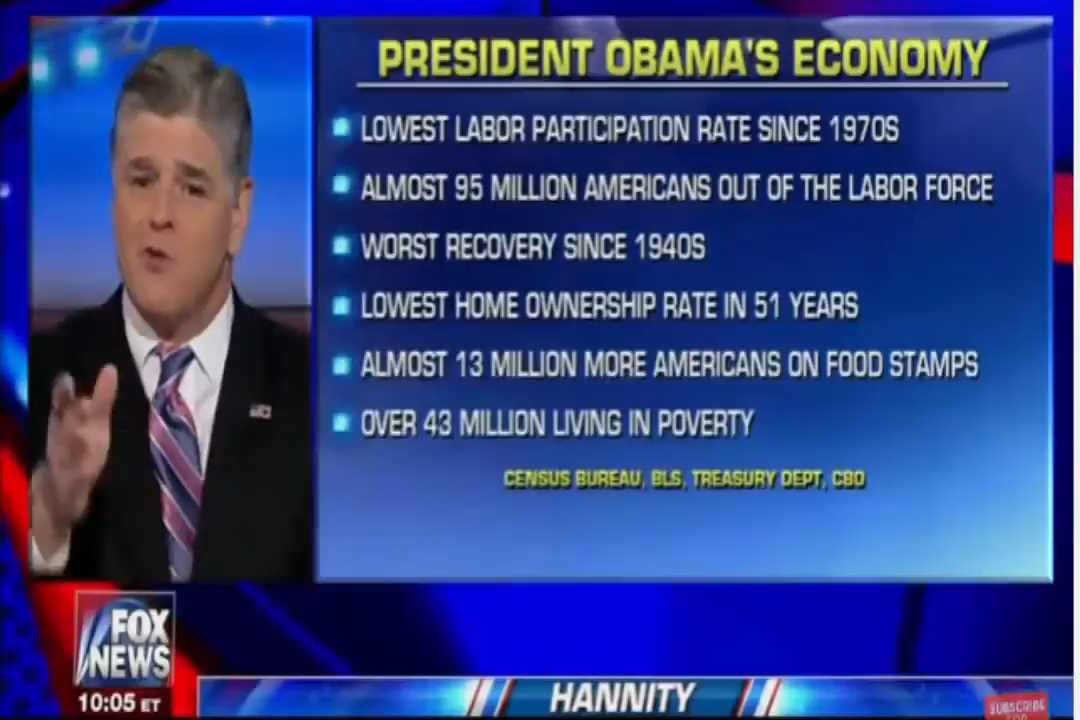 PRESIDENT OBAMA'S ECONOMY
LOWEST LABOR PARTICIPATION RATE SINCE 1970S
ALMOST 95 MILLION AMERICANS OUT OF THE LABOR FORCE
WORST RECOVERY SINCE 1940S
LOWEST HOME OWNERSHIP RATE IN 51 YEARS
ALMOST 13 MILLION MORE AMERICANS ON FOOD STAMPS
OVER 43 MILLION LIVING IN POVERTY
CENSUS BUREAU, BLS, TREASURY DEPT, CBO
FOX
NEWS
10:05 ET
HANNITY
SUBSCRIBE